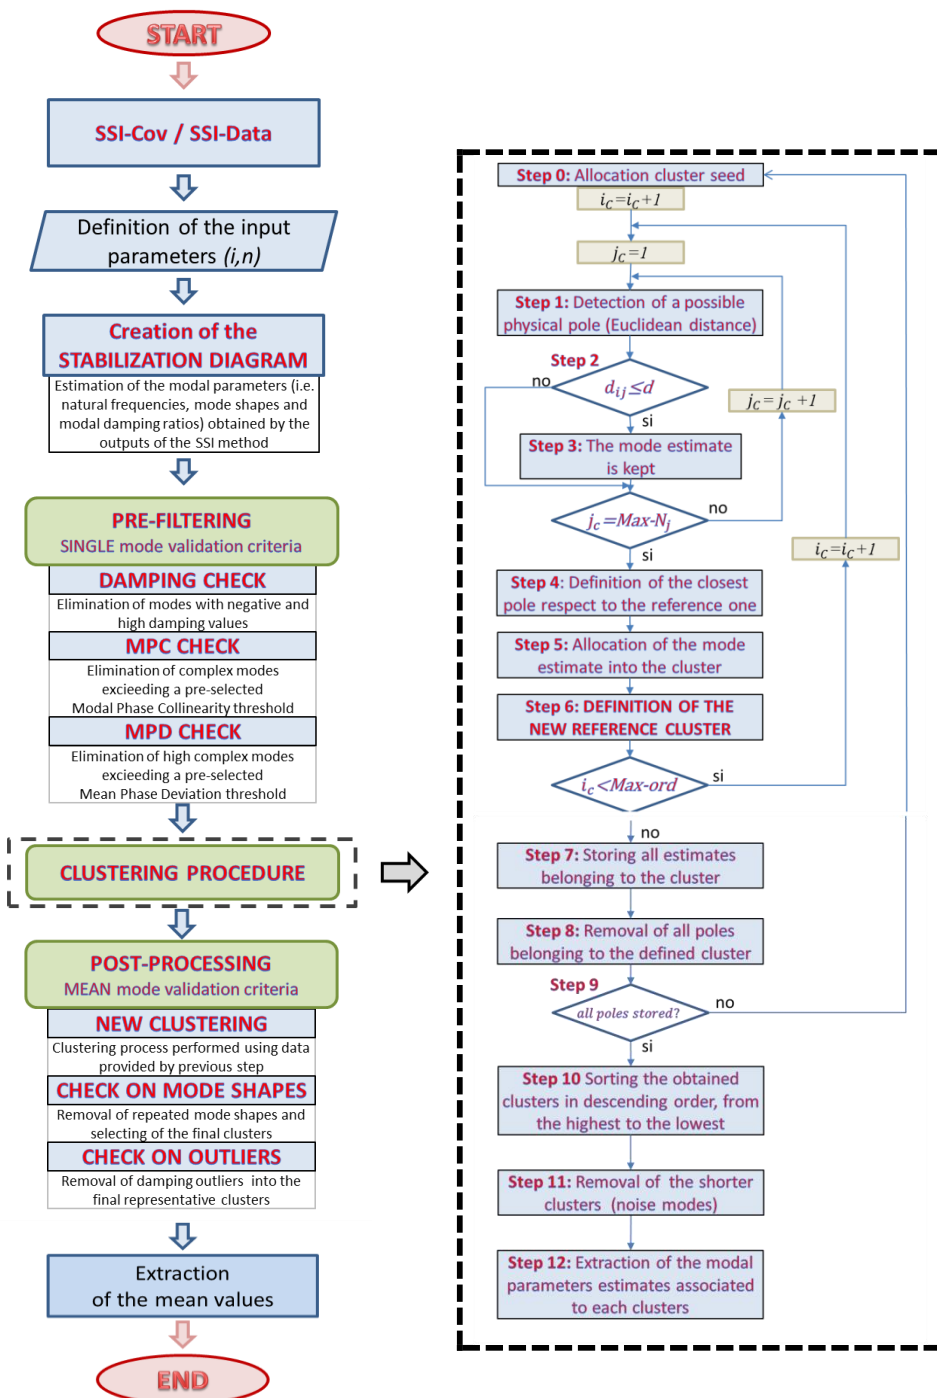 START
SSI-Cov / SSI-Data
Definition of the input
parameters (i,n)
Creation of the
STABILIZATION DIAGRAM
Estimation of the modal parameters (i.e.
natural frequencies, mode shapes and
modal damping ratios) obtained by the
outputs of the SSI method
PRE-FILTERING
SINGLE mode validation criteria
DAMPING CHECK
Elimination of modes with negative and
high damping values
MPC CHECK
Elimination of complex modes
excieeding a pre-selected
Modal Phase Collinearity threshold
MPD CHECK
Elimination of high complex modes
excieeding a pre-selected
Mean Phase Deviation threshold
CLUSTERING PROCEDURE
POST-PROCESSING
MEAN mode validation criteria
NEW CLUSTERING
Clustering process performed using data
provided by previous step
CHECK ON MODE SHAPES
Removal of repeated mode shapes and
selecting of the final clusters
CHECK ON OUTLIERS
Removal of damping outliers into the
final representative clusters
Extraction
of the mean values
END
Step 0: Allocation cluster seed
i_C=i_C+1
j_C=1
Step 1: Detection of a possible
physical pole (Euclidean distance)
Step 2
no
d_ij≤d
si
j_C=j_C+1
Step 3: The mode estimate
is kept
no
j_c=Max-N_j
si
i_C=i_C+1
Step 4: Definition of the closest
pole respect to the reference one
Step 5: Allocation of the mode
estimate into the cluster
Step 6: DEFINITION OF THE
NEW REFERENCE CLUSTER
si
i_c<Max-ord
no
Step 7: Storing all estimates
belonging to the cluster
Step 8: Removal of all poles
belonging to the defined cluster
Step 9
no
all poles stored?
si
Step 10 Sorting the obtained
clusters in descending order, from
the highest to the lowest
Step 11: Removal of the shorter
clusters (noise modes)
Step 12: Extraction of the modal
parameters estimates associated
to each clusters